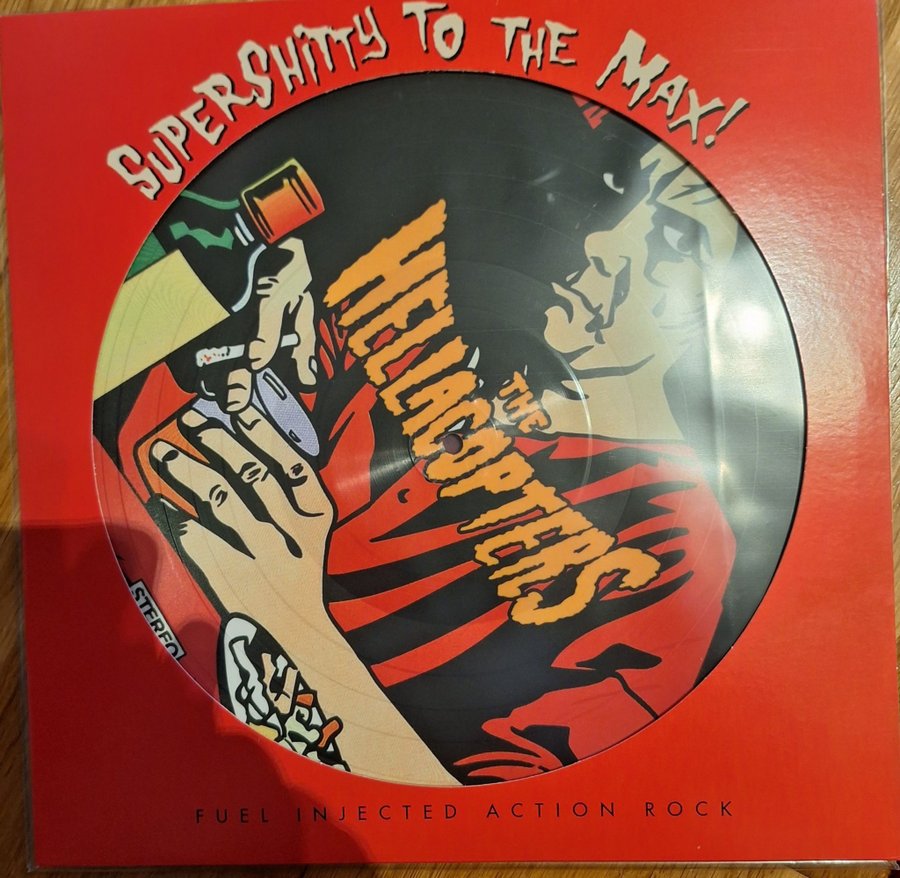 SUPERSHITTY TO THE MAX!
THE
HELLACOPTERS
STEREO
FUEL INJECTED ACTION ROCK